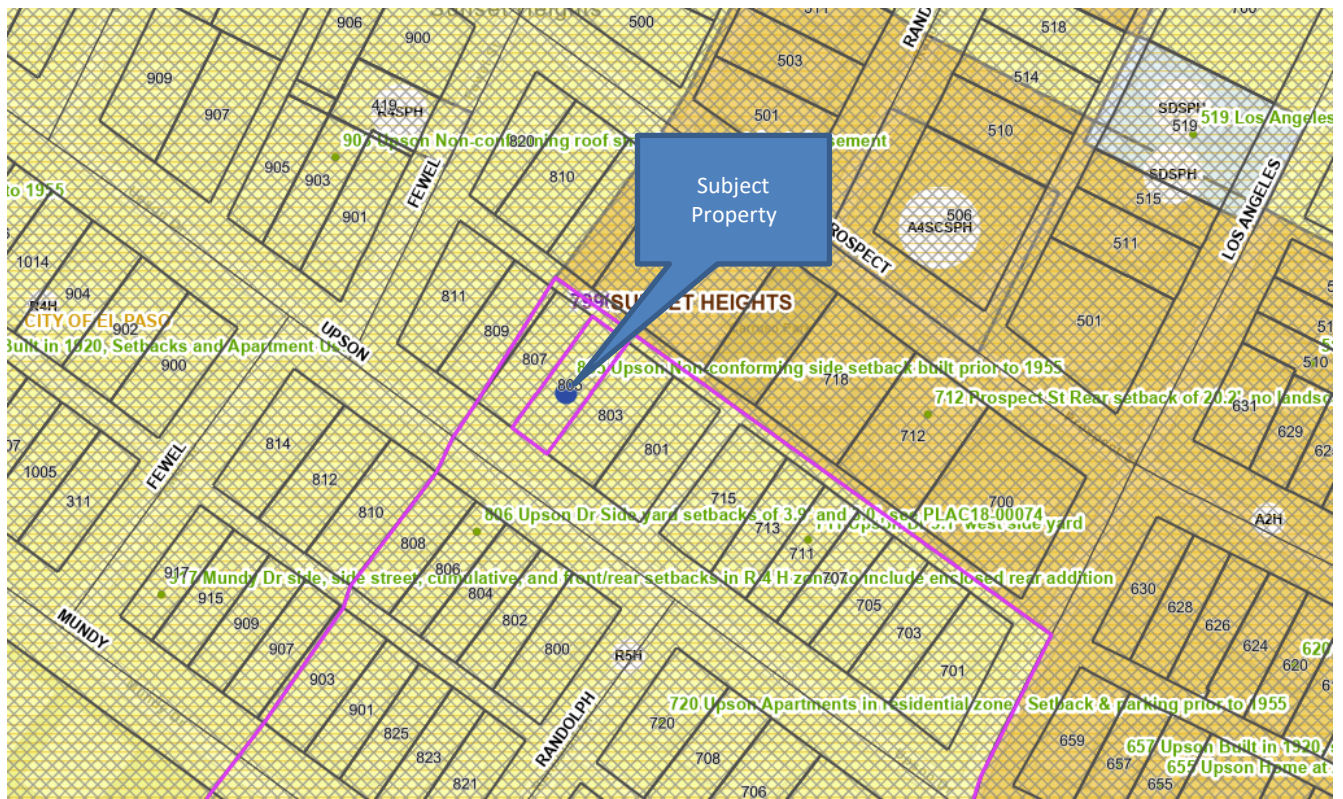 Sunset Heights
906
900
500
503
518
514
909
907
419
R4SPH
501
510
SDSPH
519
519 Los Angeles
903 Upson Non-conforming roof
820
810
905
903
901
FEWEL
Subject
Property
SDSPH
515
LOS ANGELES
to 1955
506
A4SCSPH
511
1014
904
R4H
CITY OF EL PASO
902
900
811
SUNSET HEIGHTS
501
UPSON
809
807
805
805 Upson Non-conforming side setback built prior to 1955
510
Built in 1920, Setbacks and Apartment
803
718
712 Prospect St Rear setback of 20.2', no
631
629
801
712
1005
311
FEWEL
814
812
810
715
713
711
700
806 Upson Dr Side yard setbacks of 3.9' and
see PLAC18-00074
west side yard
A2H
808
806
917
917 Mundy Dr side, side street, cumulative, and front/rear setbacks in R-4 H zone to include enclosed rear addition
915
909
907
804
802
800
707
705
703
701
630
628
626
624
620
MUNDY
R5H
903
901
825
823
821
RANDOLPH
720 Upson Apartments in residential zone, Setback & parking prior to 1955
720
708
706
659
657
655
657 Upson Built in 1920,
655 Upson Home at